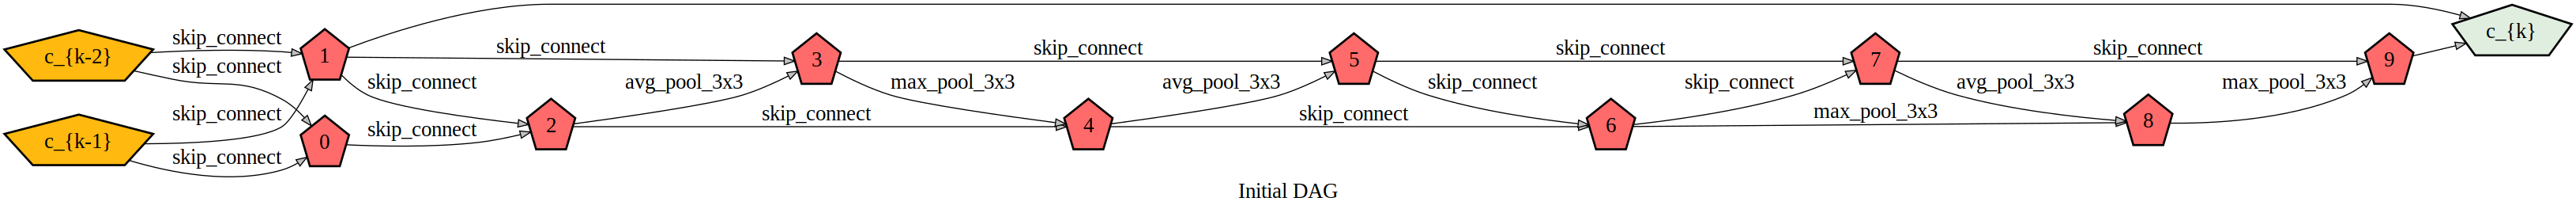 c_{k-2}
c_{k-1}
skip_connect
skip_connect
skip_connect
skip_connect
1
0
skip_connect
skip_connect
skip_connect
2
avg_pool_3x3
skip_connect
3
skip_connect
max_pool_3x3
4
avg_pool_3x3
skip_connect
5
skip_connect
skip_connect
6
skip_connect
max_pool_3x3
7
skip_connect
avg_pool_3x3
8
max_pool_3x3
9
c_{k}
Initial DAG